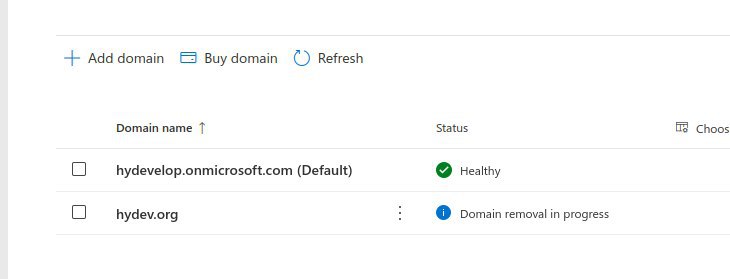 Add domain Buy domain Refresh
Domain name ↑ Status Choos
hydevelop.onmicrosoft.com (Default) Healthy
hydev.org Domain removal in progress